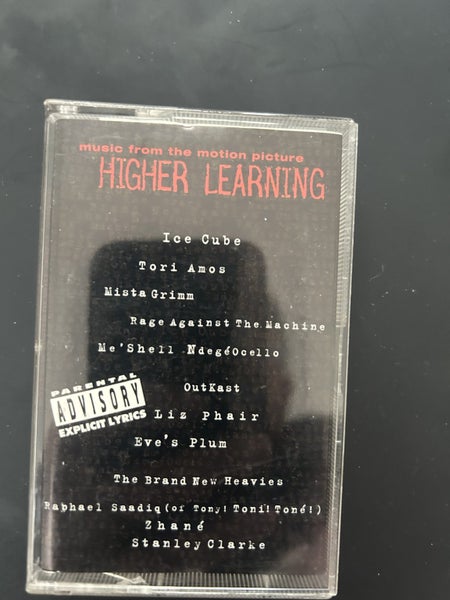 music from the motion picture
HIGHER LEARNING
Ice Cube
Tori Amos
Mista Grimm
Rage Against The Machine
Me'Shell NdegéOcello
OutKast
PARENTAL
ADVISORY
EXPLICIT LYRICS
Liz Phair
Eve's Plum
The Brand New Heavies
Raphael Saadiq (of Tony! Toni! Toné!)
Zhané
Stanley Clarke